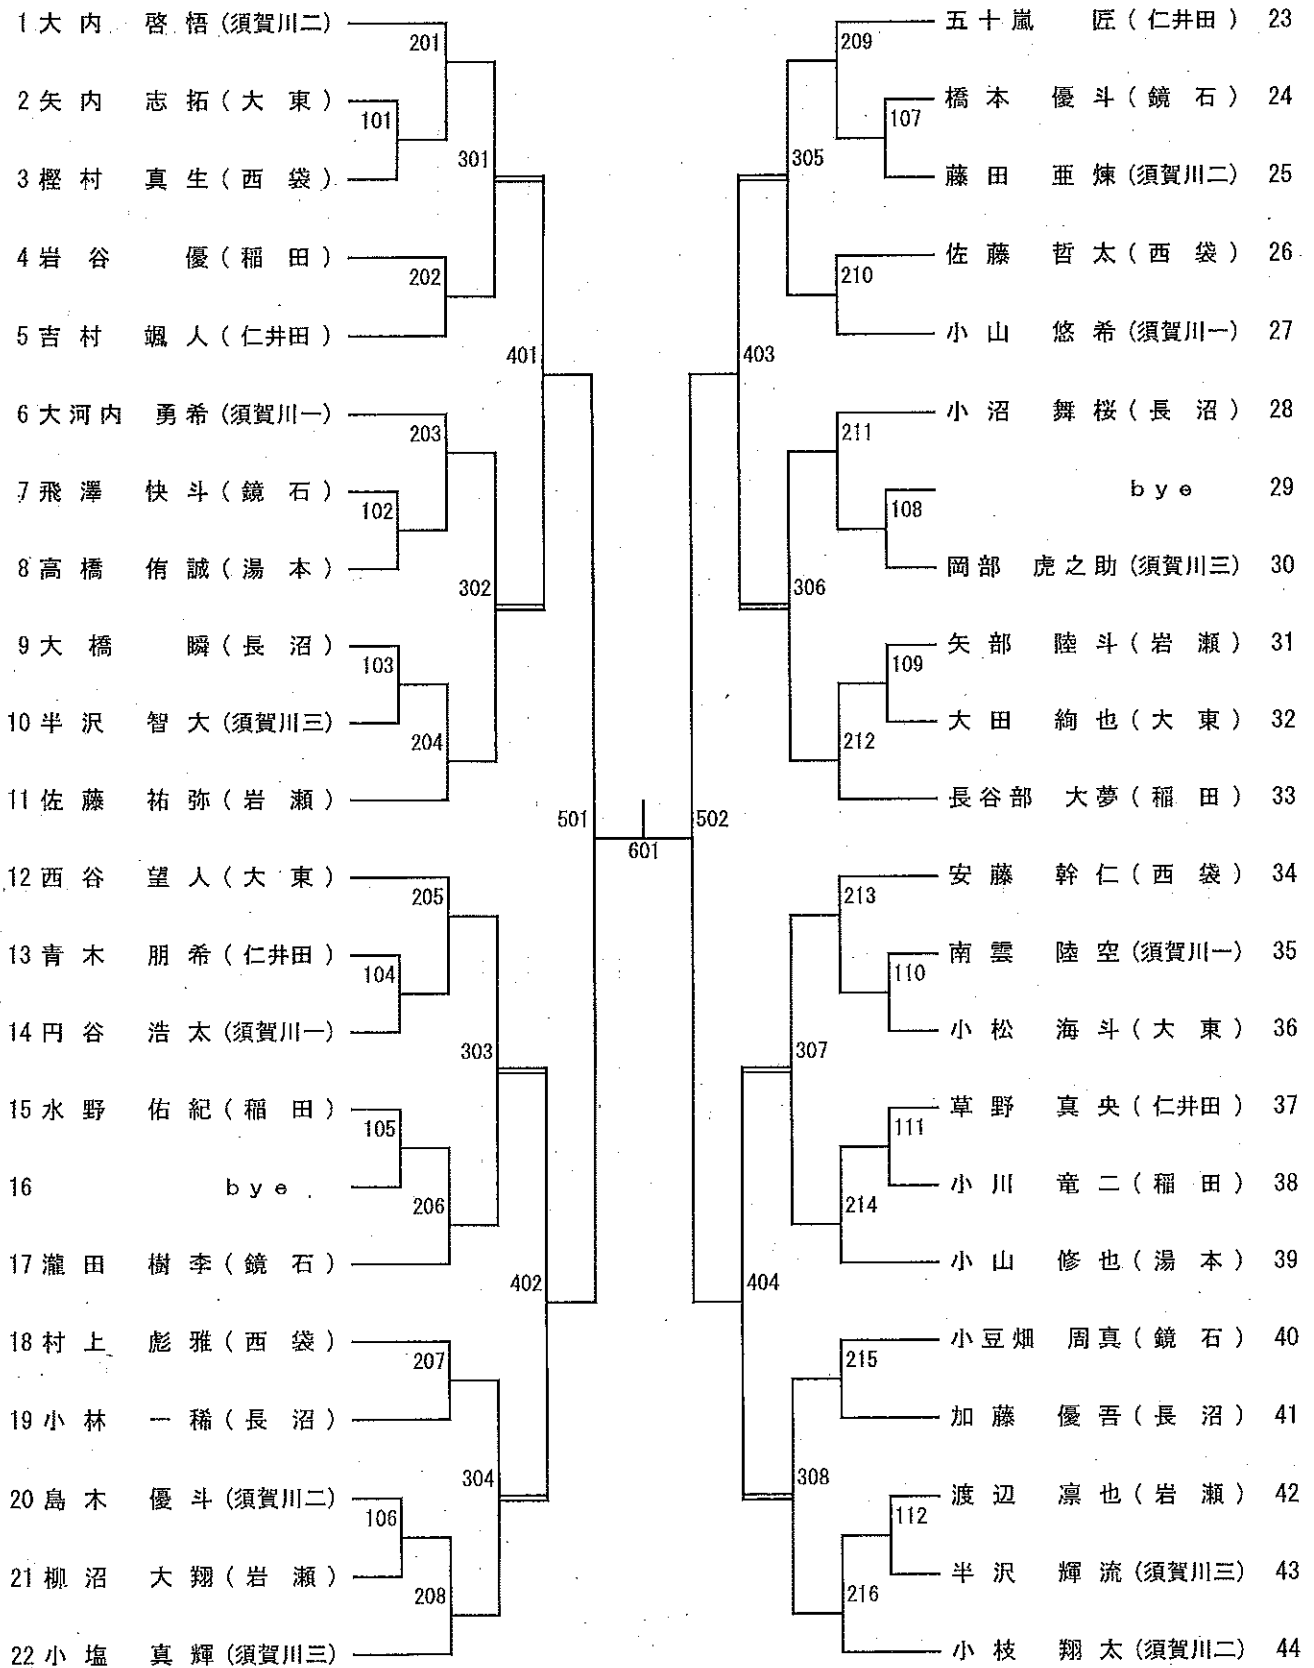 1 大内 啓悟 (須賀川二)
201
2 矢内 志拓 (大東)
101
3 樫村 真生 (西袋)
301
4 岩谷 優 (稲田)
202
5 吉村 颯人 (仁井田)
401
6 大河内 勇希 (須賀川一)
203
7 飛澤 快斗 (鏡石)
102
8 高橋 侑誠 (湯本)
302
9 大橋 瞬 (長沼)
103
10 半沢 智大 (須賀川三)
204
11 佐藤 祐弥 (岩瀬)
501
12 西谷 望人 (大東)
205
13 青木 朋希 (仁井田)
104
14 円谷 浩太 (須賀川一)
303
15 水野 佑紀 (稲田)
105
16 bye
206
17 瀧田 樹李 (鏡石)
402
18 村上 彪雅 (西袋)
207
19 小林 一稀 (長沼)
304
20 島木 優斗 (須賀川二)
106
21 柳沼 大翔 (岩瀬)
208
22 小塩 真輝 (須賀川三)
601
五十嵐 匠 (仁井田) 23
209
橋本 優斗 (鏡石) 24
107
305
藤田 亜煉 (須賀川二) 25
佐藤 哲太 (西袋) 26
210
小山 悠希 (須賀川一) 27
403
小沼 舞桜 (長沼) 28
211
bye 29
108
岡部 虎之助 (須賀川三) 30
306
矢部 陸斗 (岩瀬) 31
109
大田 絢也 (大東) 32
212
長谷部 大夢 (稲田) 33
502
安藤 幹仁 (西袋) 34
213
南雲 陸空 (須賀川一) 35
110
小松 海斗 (大東) 36
307
草野 真央 (仁井田) 37
111
小川 竜二 (稲田) 38
214
小山 修也 (湯本) 39
404
小豆畑 周真 (鏡石) 40
215
加藤 優吾 (長沼) 41
308
渡辺 凛也 (岩瀬) 42
112
半沢 輝流 (須賀川三) 43
216
小枝 翔太 (須賀川二) 44